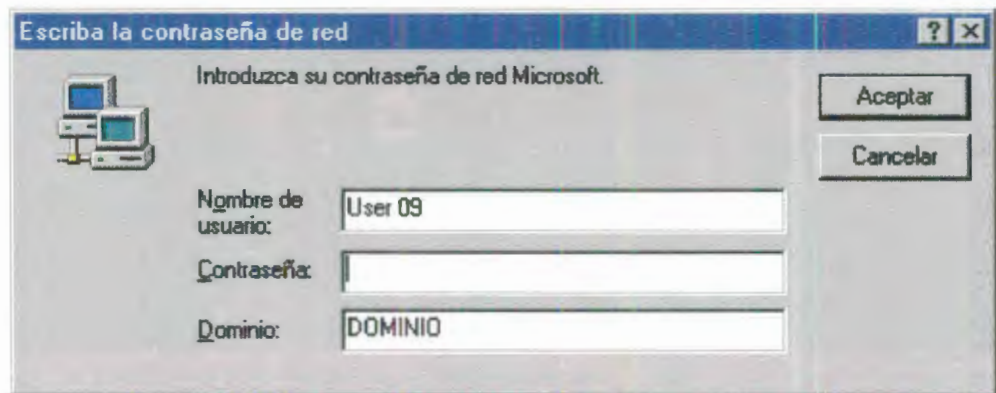 Escriba la contraseña de red
Introduzca su contraseña de red Microsoft.
Aceptar
Cancelar
Nombre de
usuario:
User 09
Contraseña:
Dominio:
DOMINIO